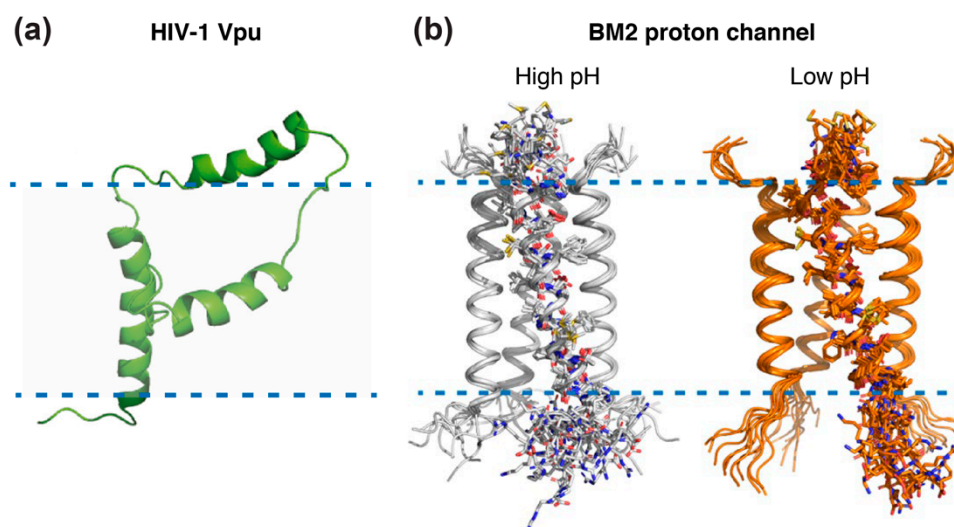 (a)
HIV-1 Vpu
(b)
BM2 proton channel
High pH
Low pH